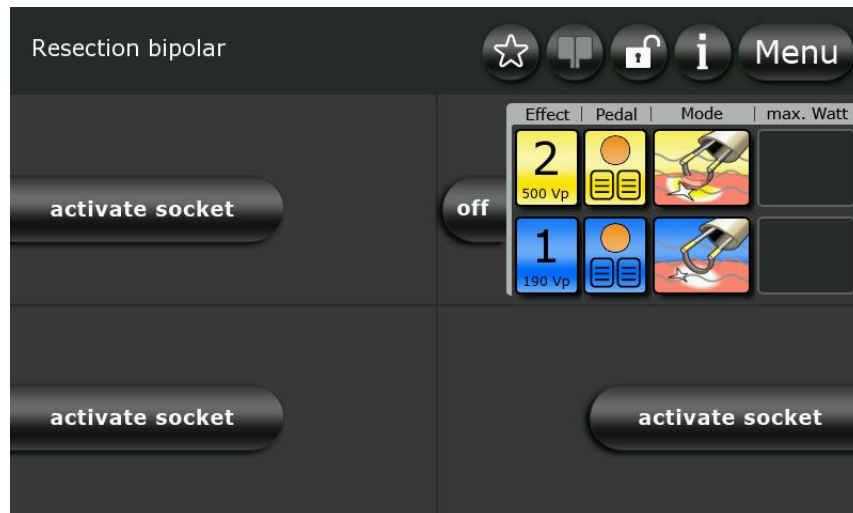 Resection bipolar
i
Menu
Effect | Pedal | Mode | max. Watt
2
500 Vp
activate socket
off
1
190 Vp
activate socket
activate socket